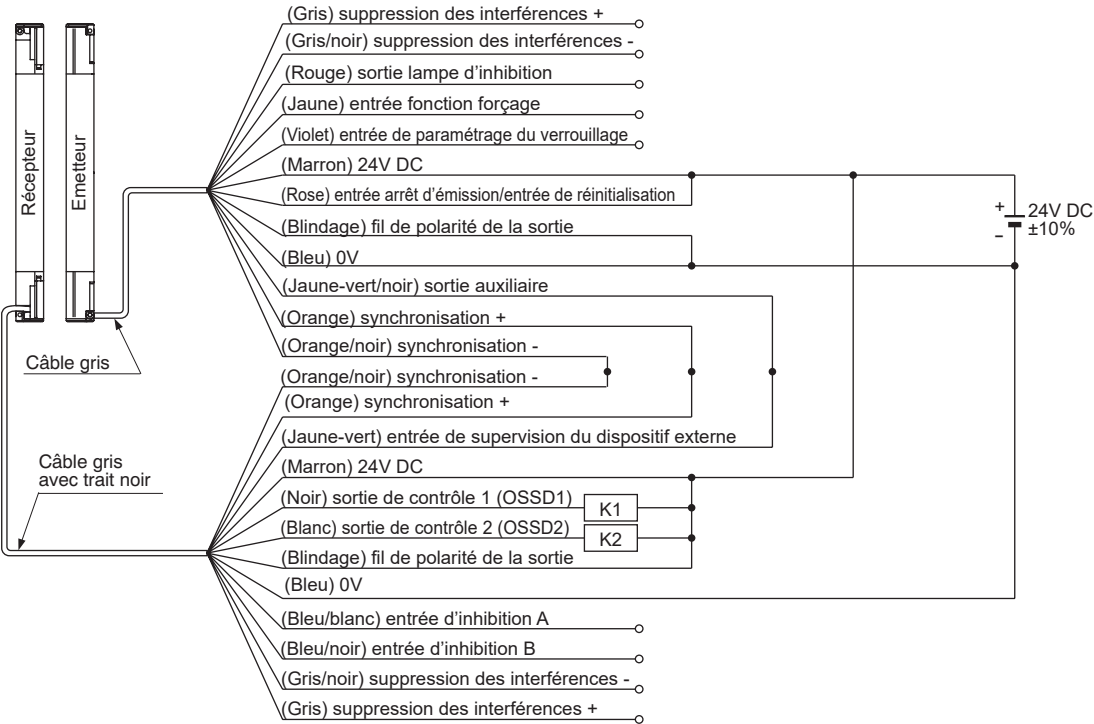 Récepteur
Emetteur
(Gris) suppression des interférences +
(Gris/noir) suppression des interférences -
(Rouge) sortie lampe d'inhibition
(Jaune) entrée fonction forçage
(Violet) entrée de paramétrage du verrouillage
(Marron) 24V DC
(Rose) entrée arrêt d'émission/entrée de réinitialisation
(Blindage) fil de polarité de la sortie
(Bleu) 0V
(Jaune-vert/noir) sortie auxiliaire
(Orange) synchronisation +
(Orange/noir) synchronisation -
(Orange/noir) synchronisation -
(Orange) synchronisation +
(Jaune-vert) entrée de supervision du dispositif externe
(Marron) 24V DC
(Noir) sortie de contrôle 1 (OSSD1)
K1
(Blanc) sortie de contrôle 2 (OSSD2)
K2
(Blindage) fil de polarité de la sortie
(Bleu) 0V
(Bleu/blanc) entrée d'inhibition A
(Bleu/noir) entrée d'inhibition B
(Gris/noir) suppression des interférences -
(Gris) suppression des interférences +
Câble gris
Câble gris
avec trait noir
+
-
24V DC
±10%